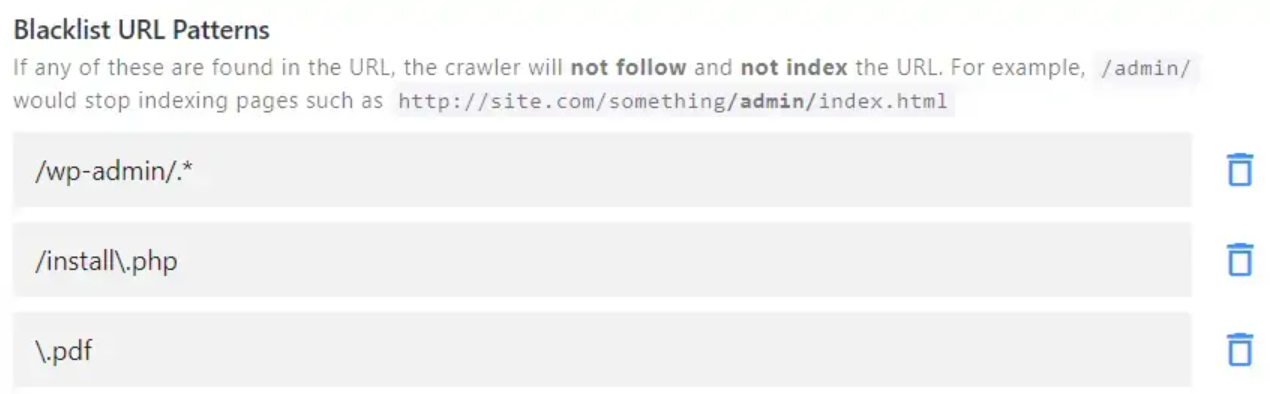 Blacklist URL Patterns
If any of these are found in the URL, the crawler will not follow and not index the URL. For example, /admin/
would stop indexing pages such as http://site.com/something/admin/index.html
/wp-admin/.*
/install\.php
\.pdf